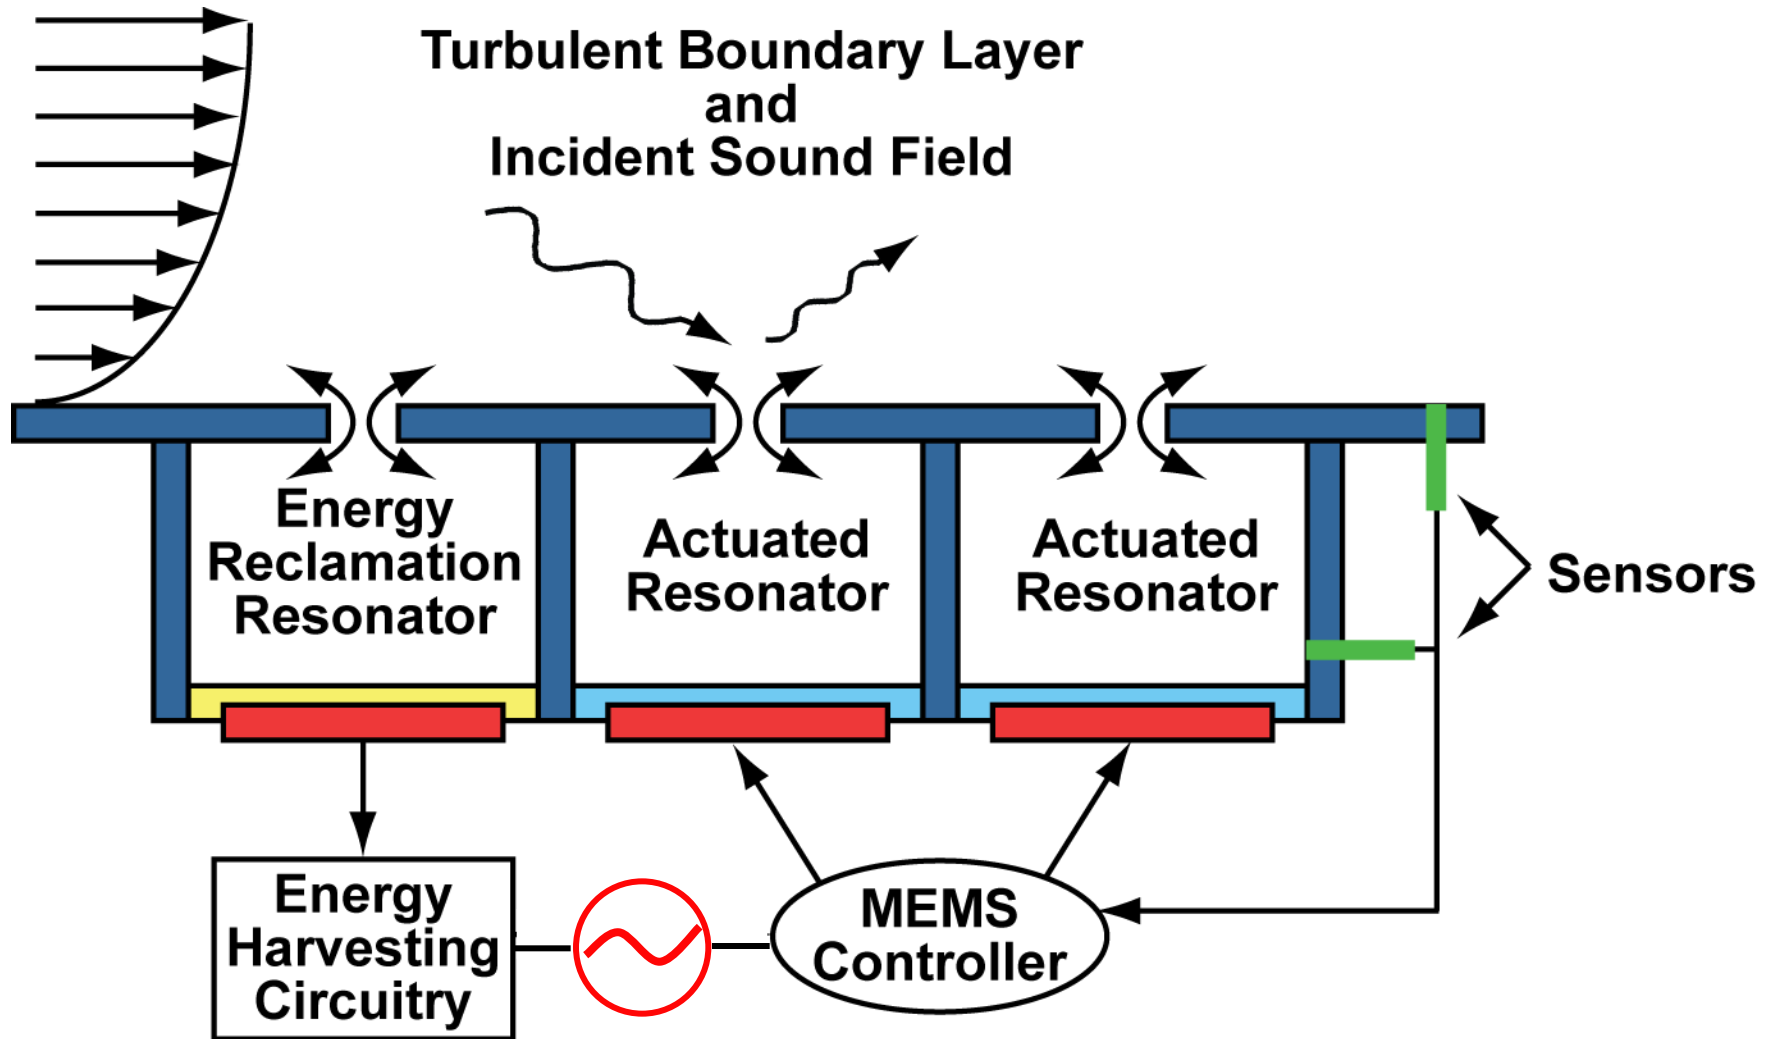 Turbulent Boundary Layer
and
Incident Sound Field
Energy
Reclamation
Resonator
Actuated
Resonator
Actuated
Resonator
Sensors
Energy
Harvesting
Circuitry
MEMS
Controller